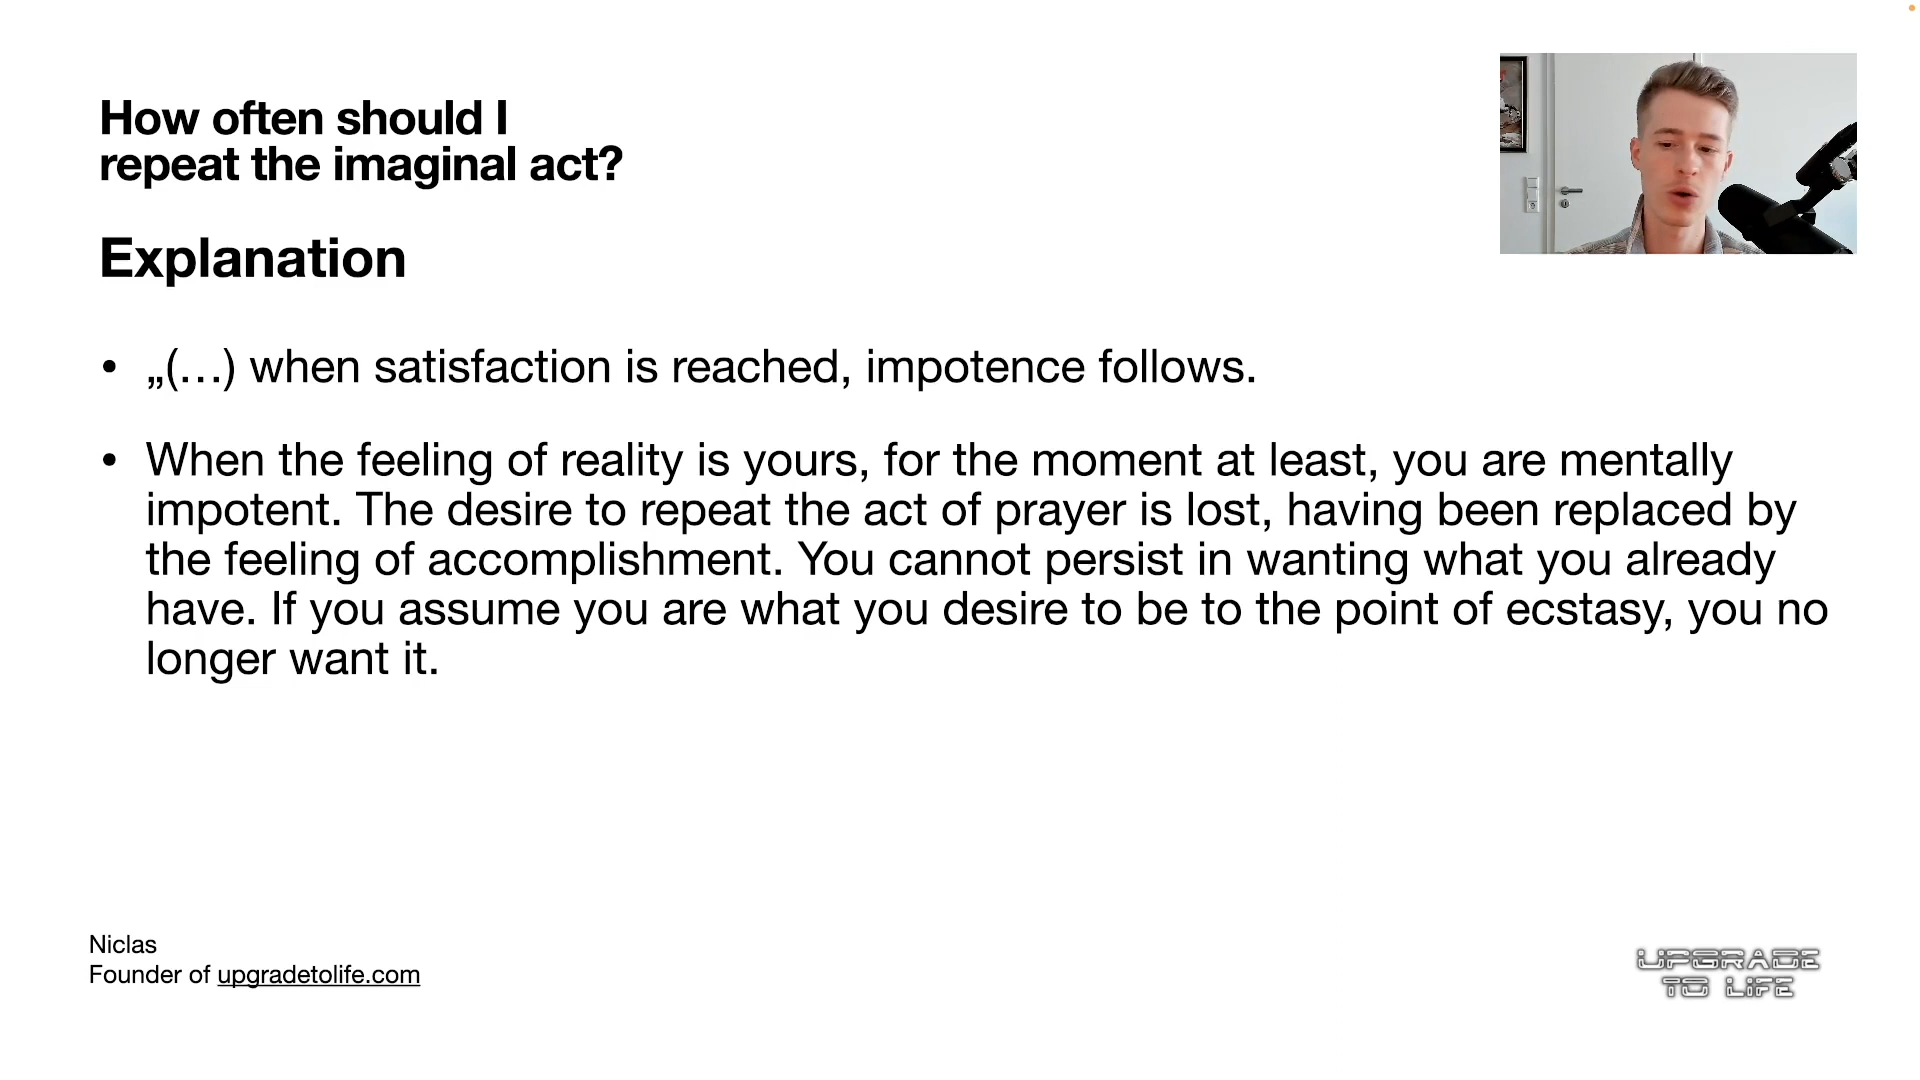 How often should I
repeat the imaginal act?
Explanation
• „(…) when satisfaction is reached, impotence follows.
• When the feeling of reality is yours, for the moment at least, you are mentally
impotent. The desire to repeat the act of prayer is lost, having been replaced by
the feeling of accomplishment. You cannot persist in wanting what you already
have. If you assume you are what you desire to be to the point of ecstasy, you no
longer want it.
Niclas
Founder of upgradetolife.com
UPGRADE
TO LIFE